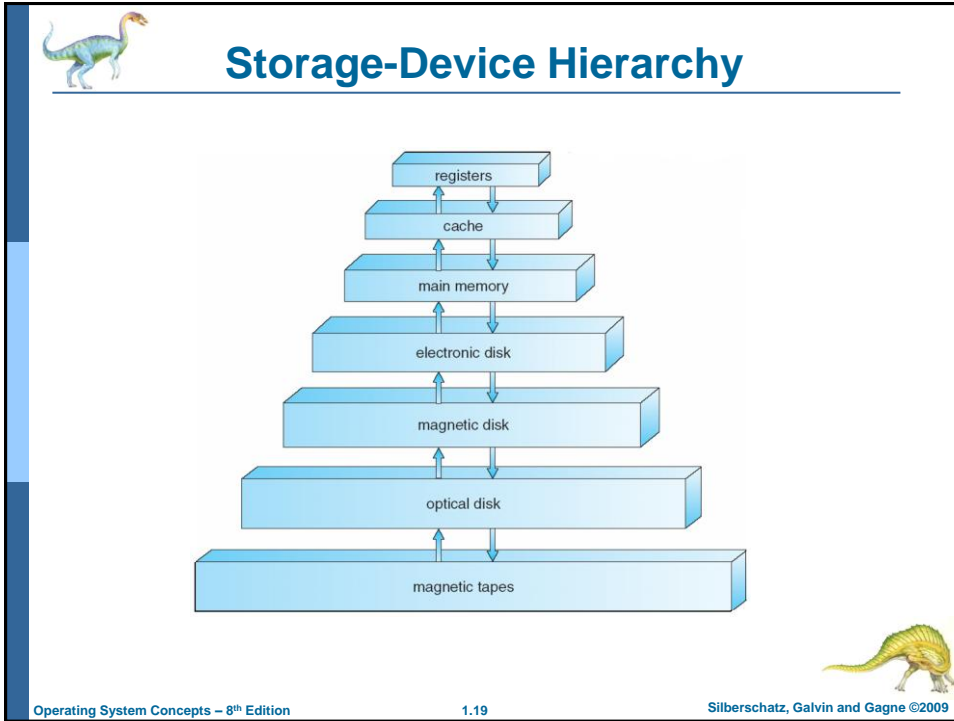 Storage-Device Hierarchy
registers
cache
main memory
electronic disk
magnetic disk
optical disk
magnetic tapes
Operating System Concepts – 8th Edition
1.19
Silberschatz, Galvin and Gagne ©2009